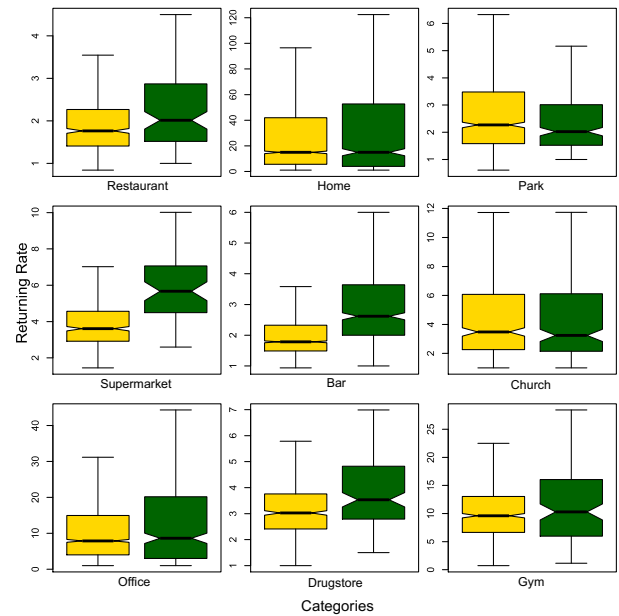 1 2 3 4
0 20 40 60 80 100 120
1 2 3 4 5 6
Restaurant
Home
Park
Returning Rate
2 4 6 8 10
1 2 3 4 5 6
2 4 6 8 10 12
Supermarket
Bar
Church
0 10 20 30 40
1 2 3 4 5 6 7
0 5 10 15 20 25
Office
Drugstore
Gym
Categories